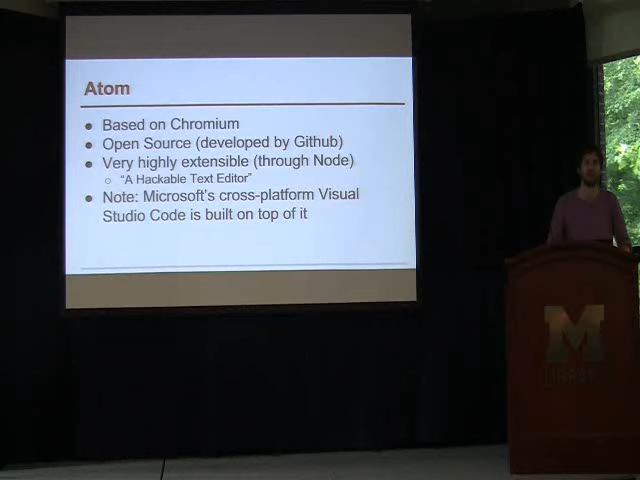 Atom
● Based on Chromium
● Open Source (developed by Github)
● Very highly extensible (through Node)
○ "A Hackable Text Editor"
● Note: Microsoft's cross-platform Visual
Studio Code is built on top of it
M
LIBRARY